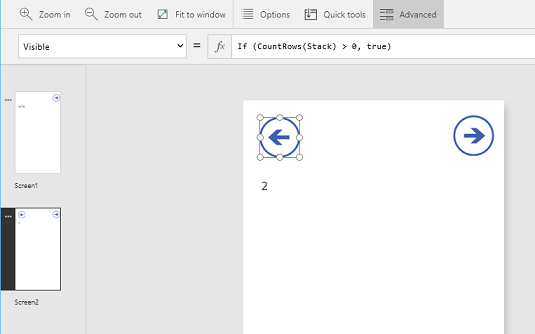 Zoom in Zoom out Fit to window Options Quick tools Advanced
Visible = fx If (CountRows(Stack) > 0, true)
Screen1
2
Screen2